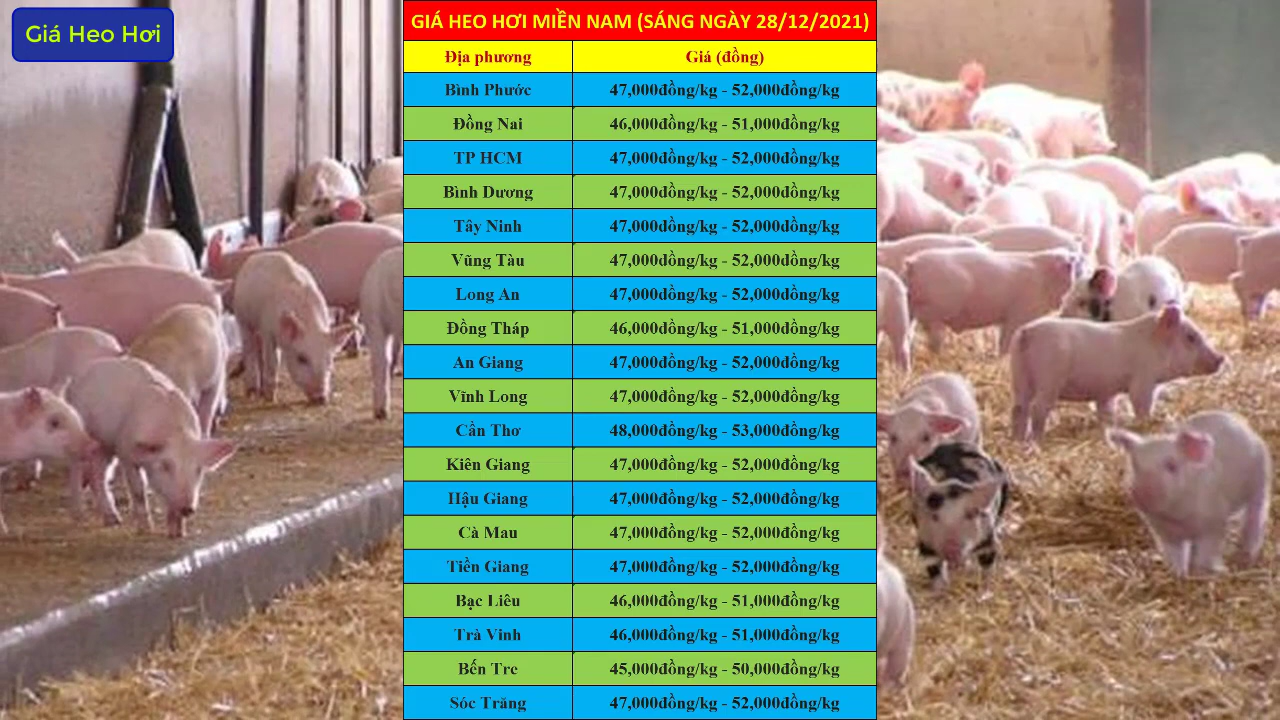 Giá Heo Hơi
GIÁ HEO HƠI MIỀN NAM (SÁNG NGÀY 28/12/2021)
Địa phương Giá (đồng)
Bình Phước 47,000đồng/kg - 52,000đồng/kg
Đồng Nai 46,000đồng/kg - 51,000đồng/kg
TP HCM 47,000đồng/kg - 52,000đồng/kg
Bình Dương 47,000đồng/kg - 52,000đồng/kg
Tây Ninh 47,000đồng/kg - 52,000đồng/kg
Vũng Tàu 47,000đồng/kg - 52,000đồng/kg
Long An 47,000đồng/kg - 52,000đồng/kg
Đồng Tháp 46,000đồng/kg - 51,000đồng/kg
An Giang 47,000đồng/kg - 52,000đồng/kg
Vĩnh Long 47,000đồng/kg - 52,000đồng/kg
Cần Thơ 48,000đồng/kg - 53,000đồng/kg
Kiên Giang 47,000đồng/kg - 52,000đồng/kg
Hậu Giang 47,000đồng/kg - 52,000đồng/kg
Cà Mau 47,000đồng/kg - 52,000đồng/kg
Tiền Giang 47,000đồng/kg - 52,000đồng/kg
Bạc Liêu 46,000đồng/kg - 51,000đồng/kg
Trà Vinh 46,000đồng/kg - 51,000đồng/kg
Bến Tre 45,000đồng/kg - 50,000đồng/kg
Sóc Trăng 47,000đồng/kg - 52,000đồng/kg